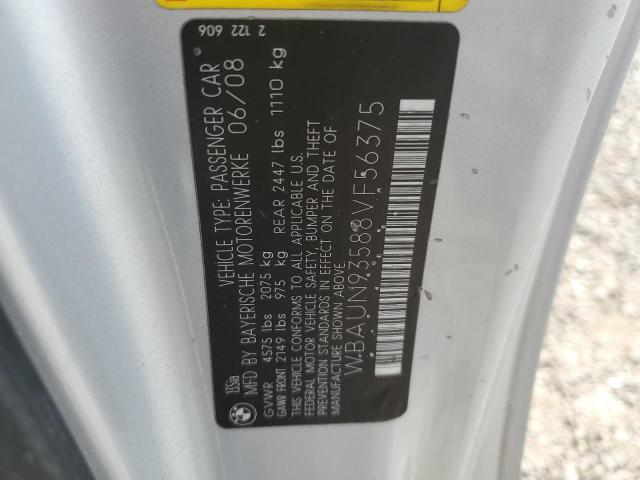 135ia
VEHICLE TYPE: PASSENGER CAR
MFD BY BAYERISCHE MOTORENWERKE 06/08
GVWR 4575 lbs 2075 kg
GAWR FRONT 2149 lbs 975 kg REAR 2447 lbs 1110 kg
THIS VEHICLE CONFORMS TO ALL APPLICABLE U.S.
FEDERAL MOTOR VEHICLE SAFETY, BUMPER AND THEFT
PREVENTION STANDARDS IN EFFECT ON THE DATE OF
MANUFACTURE SHOWN ABOVE.
WBAUN93588VF56375
2 122 606